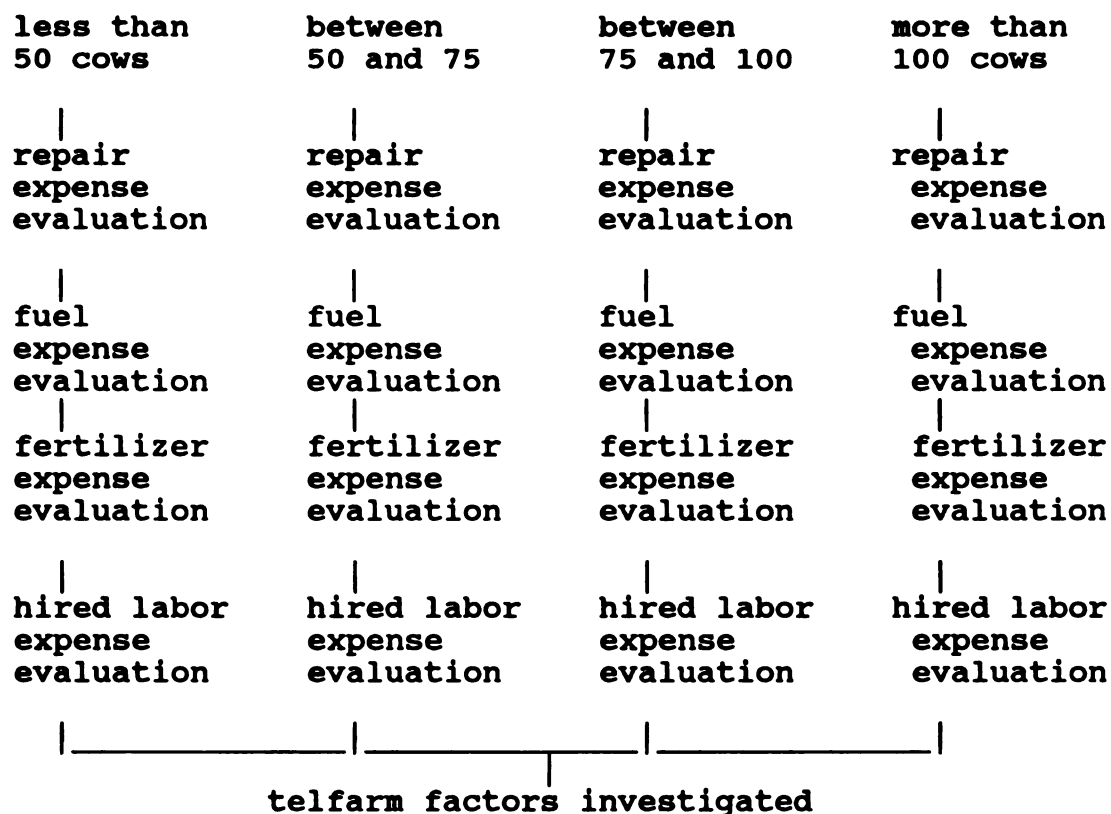 less than between between more than
50 cows 50 and 75 75 and 100 100 cows
repair repair repair repair
expense expense expense expense
evaluation evaluation evaluation evaluation
fuel fuel fuel fuel
expense expense expense expense
evaluation evaluation evaluation evaluation
fertilizer fertilizer fertilizer fertilizer
expense expense expense expense
evaluation evaluation evaluation evaluation
hired labor hired labor hired labor hired labor
expense expense expense expense
evaluation evaluation evaluation evaluation
telfarm factors investigated